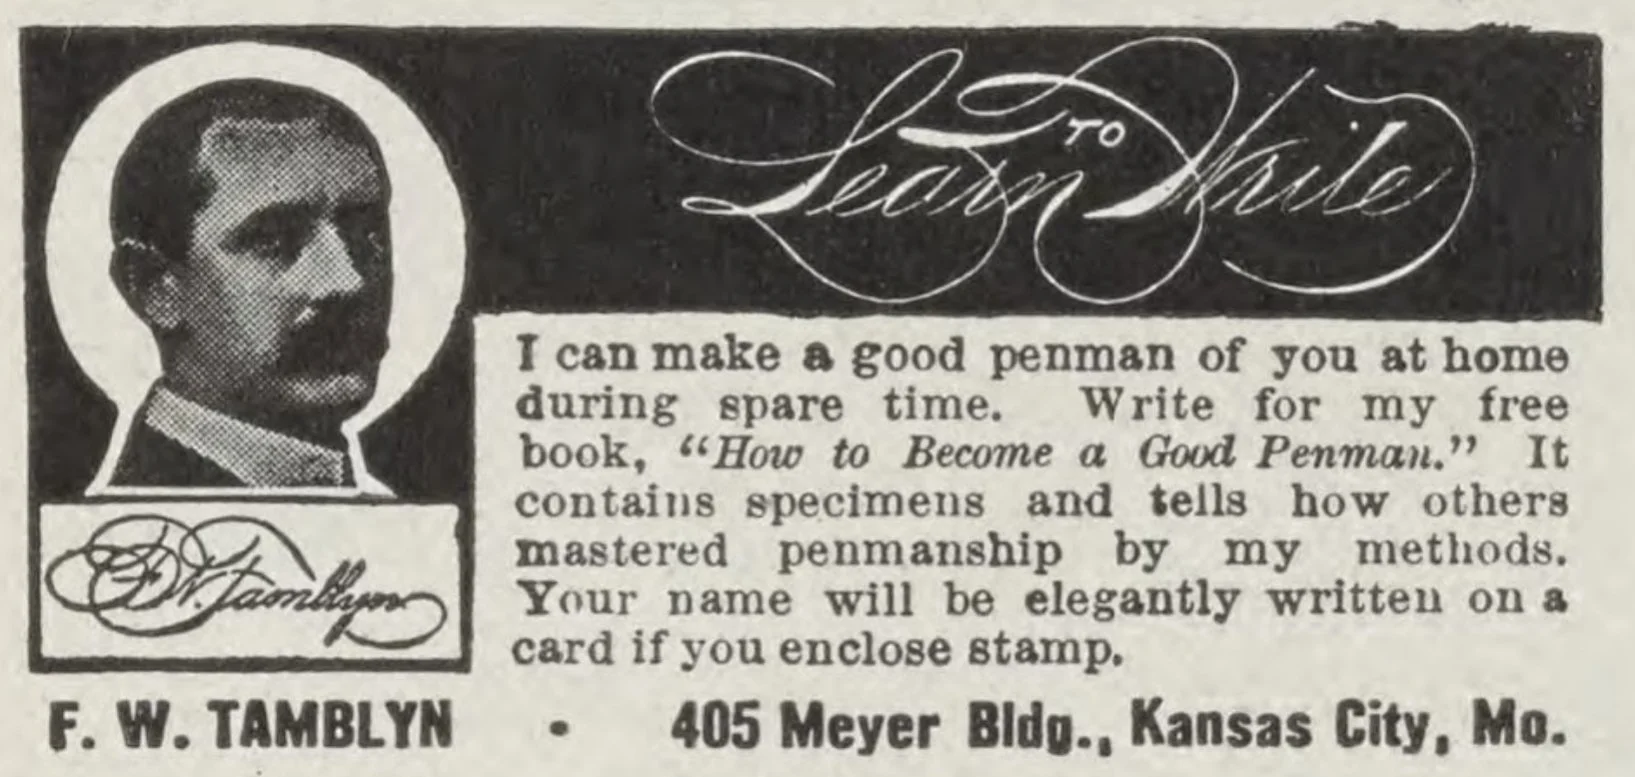 Learn TO Write
I can make a good penman of you at home
during spare time. Write for my free
book, "How to Become a Good Penman." It
contains specimens and tells how others
mastered penmanship by my methods.
Your name will be elegantly written on a
card if you enclose stamp.
F. W. Tamblyn
F. W. TAMBLYN • 405 Meyer Bldg., Kansas City, Mo.